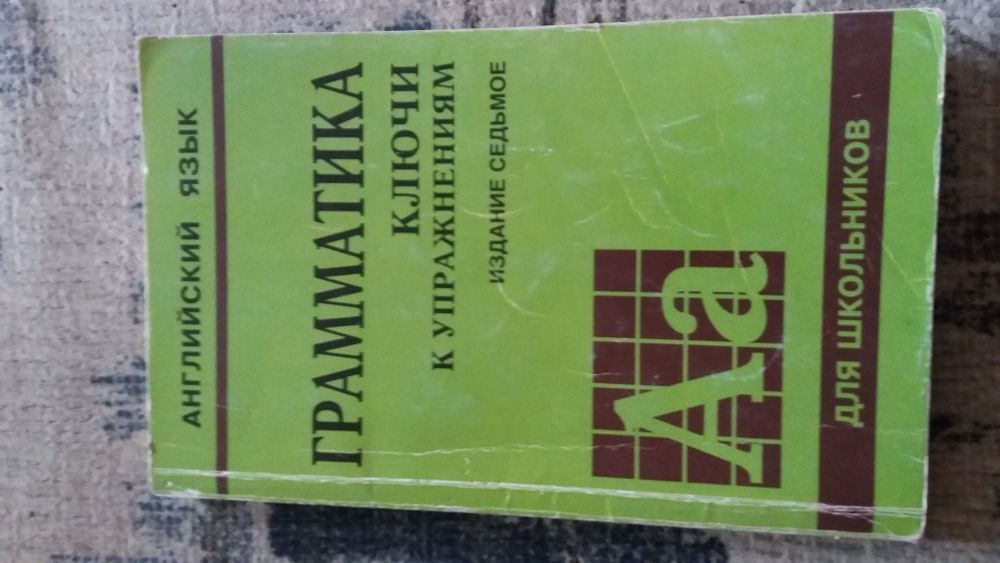 АНГЛИЙСКИЙ ЯЗЫК
ГРАММАТИКА
КЛЮЧИ
К УПРАЖНЕНИЯМ
ИЗДАНИЕ СЕДЬМОЕ
Aa
ДЛЯ ШКОЛЬНИКОВ